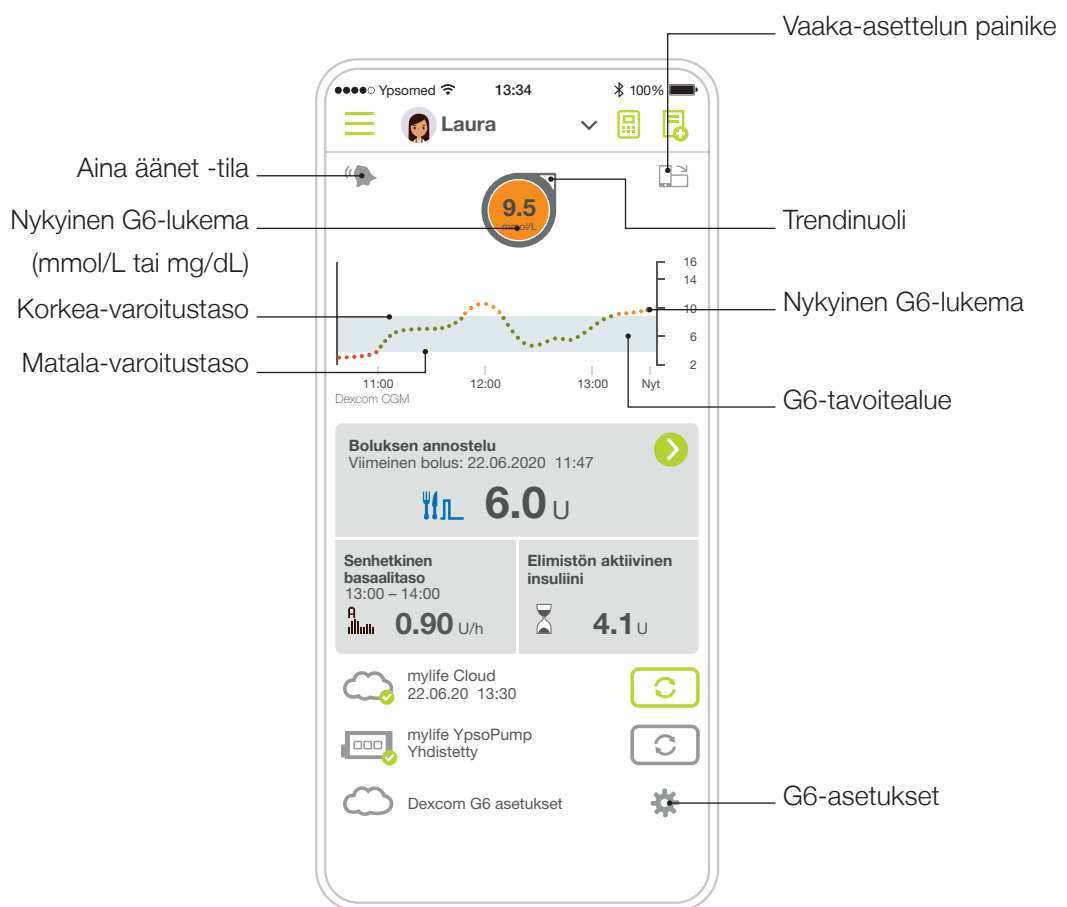 Vaaka-asettelun painike
Ypsomed 13:34 100%
Laura
Aina äänet -tila
9.5
mmol/L
Nykyinen G6-lukema
(mmol/L tai mg/dL)
Trendinuoli
Korkea-varoitustaso
Matala-varoitustaso
16
14
10
6
2
Nykyinen G6-lukema
G6-tavoitealue
11:00 12:00 13:00 Nyt
Dexcom CGM
Boluksen annostelu
Viimeinen bolus: 22.06.2020 11:47
6.0 U
Senhetkinen
basaalitaso
13:00 – 14:00
A
0.90 U/h
Elimistön aktiivinen
insuliini
4.1 U
mylife Cloud
22.06.20 13:30
mylife YpsoPump
Yhdistetty
Dexcom G6 asetukset
G6-asetukset